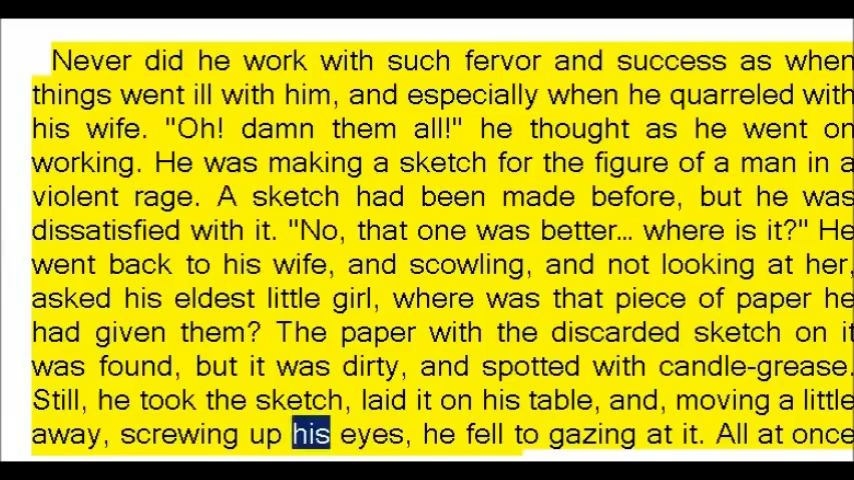 Never did he work with such fervor and success as when
things went ill with him, and especially when he quarreled with
his wife. "Oh! damn them all!" he thought as he went on
working. He was making a sketch for the figure of a man in a
violent rage. A sketch had been made before, but he was
dissatisfied with it. "No, that one was better... where is it?" He
went back to his wife, and scowling, and not looking at her,
asked his eldest little girl, where was that piece of paper he
had given them? The paper with the discarded sketch on it
was found, but it was dirty, and spotted with candle-grease.
Still, he took the sketch, laid it on his table, and, moving a little
away, screwing up his eyes, he fell to gazing at it. All at once